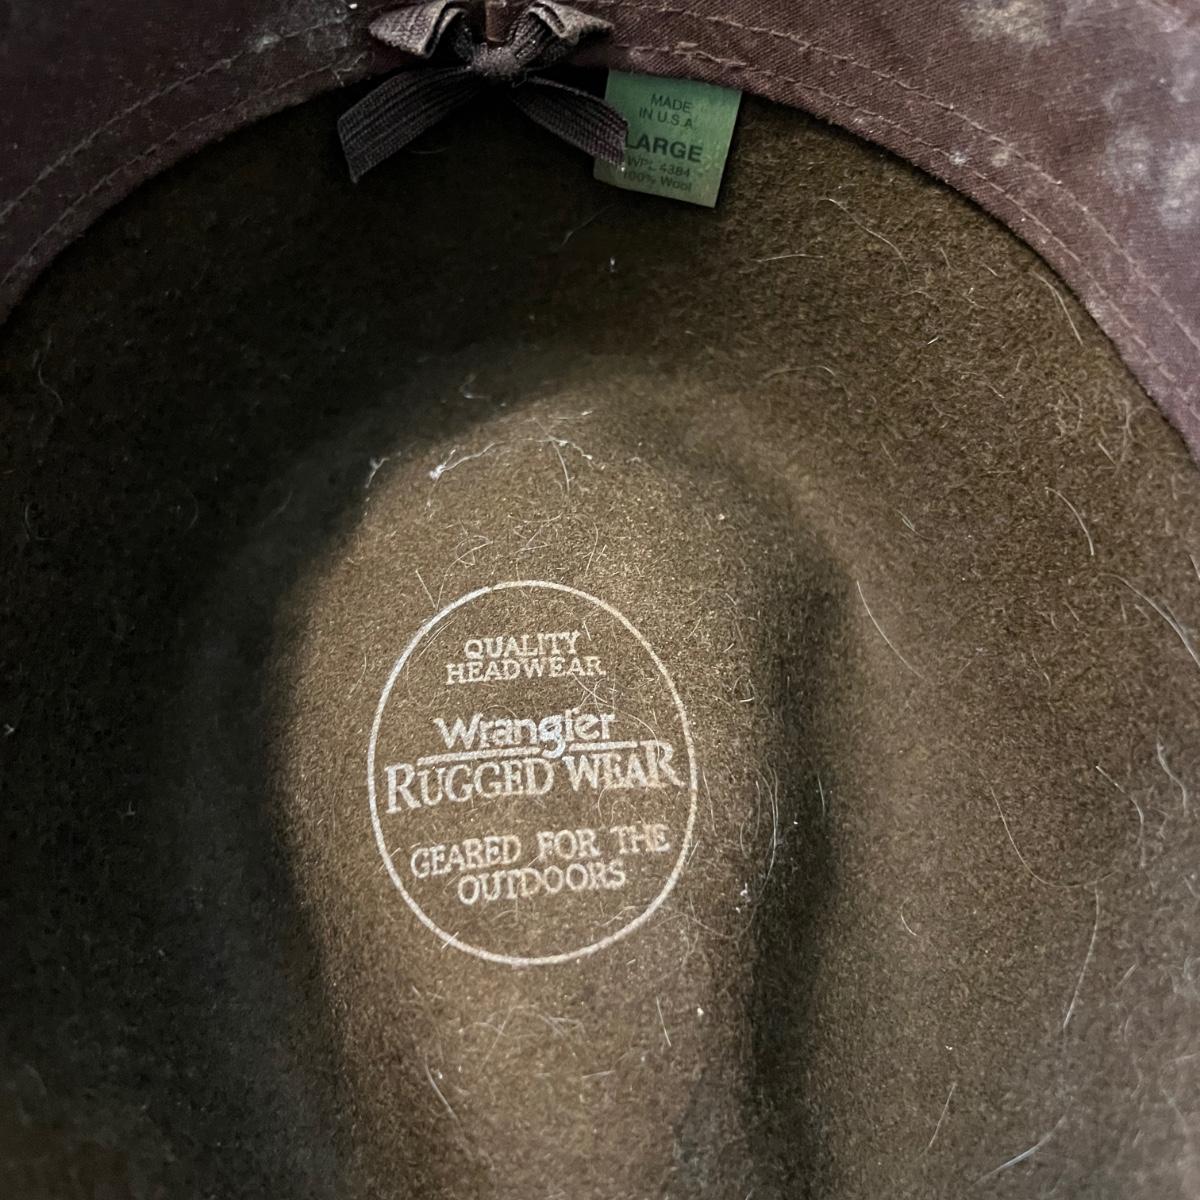 MADE
IN U.S.A.
LARGE
WPL 4384
100% Wool
QUALITY
HEADWEAR
Wrangler
RUGGED WEAR
GEARED FOR THE
OUTDOORS